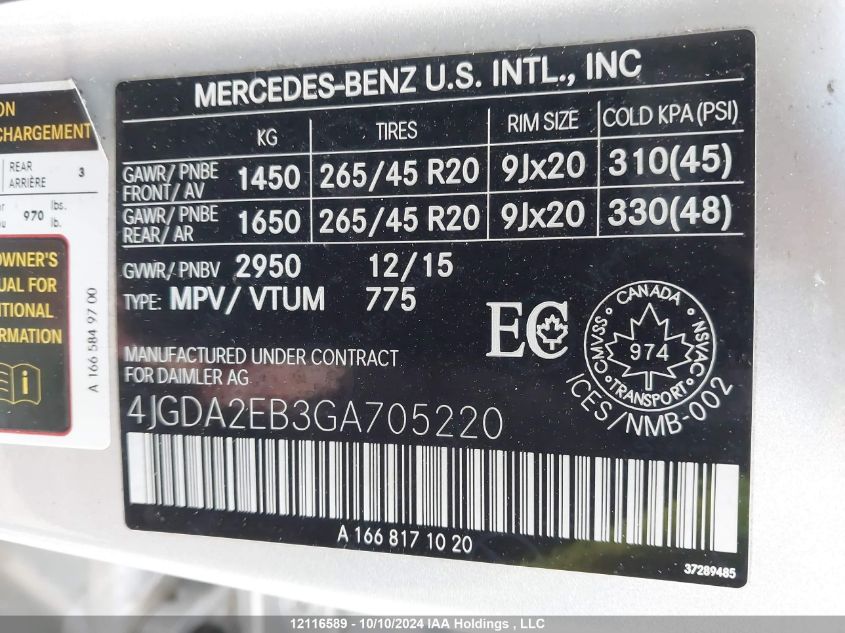 ON
CHARGEMENT
REAR 3
ARRIÈRE
970 lbs.
lb.
OWNER'S
FOR
INFORMATION
A 166 584 97 00
MERCEDES-BENZ U.S. INTL., INC
KG TIRES RIM SIZE COLD KPA (PSI)
GAWR/ PNBE FRONT/ AV 1450 265/45 R20 9Jx20 310(45)
GAWR/ PNBE REAR/ AR 1650 265/45 R20 9Jx20 330(48)
GVWR/ PNBV 2950 12/15
TYPE: MPV/ VTUM 775
EC
CANADA
CMVSS 974 NSVAC
TRANSPORT
ICES/NMB-002
MANUFACTURED UNDER CONTRACT
FOR DAIMLER AG
4JGDA2EB3GA705220
A 166 817 10 20
37289485
12116589 - 10/10/2024 IAA Holdings , LLC